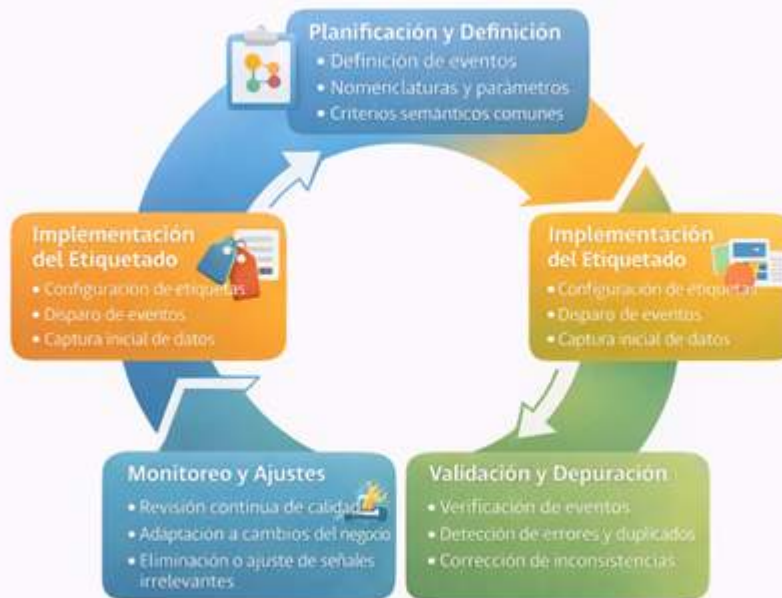 Planificación y Definición
• Definición de eventos
• Nomenclaturas y parámetros
• Criterios semánticos comunes
Implementación
del Etiquetado
• Configuracion de etiquetas
• Disparo de eventos
• Captura inicial de datos
Implementación
del Etiquetado
• Configuracion de etiquetas
• Disparo de eventos
• Captura inicial de datos
Monitoreo y Ajustes
• Revisión continua de calidad
• Adaptación a cambios del negocio
• Eliminación o ajuste de señales
irrelevantes
Validación y Depuración
• Verificación de eventos
• Detección de errores y duplicados
• Corrección de inconsistencias